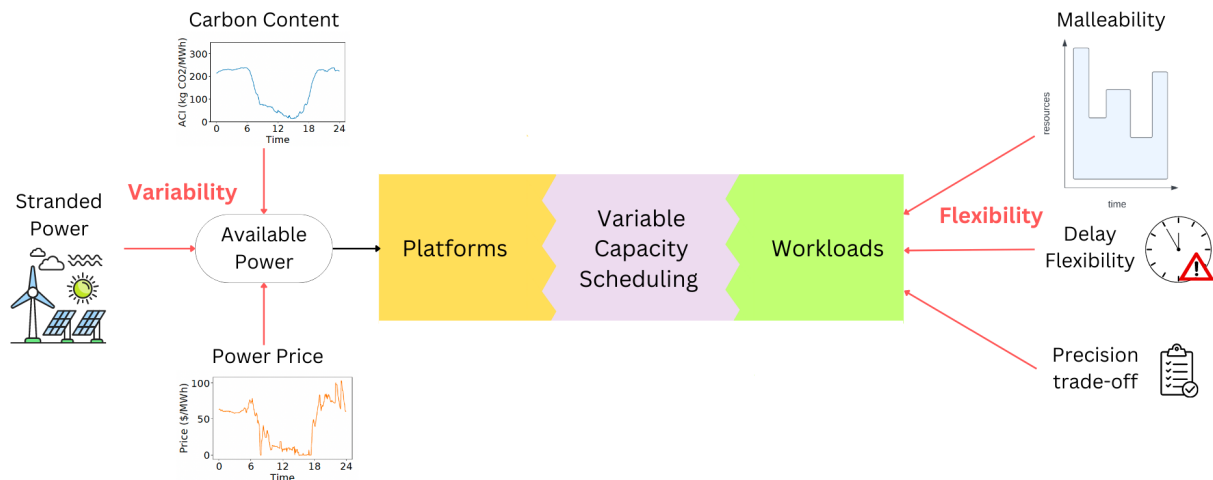 Carbon Content
ACI (kg CO2/MWh)
300
200
100
0
0 6 12 18 24
Time
Variability
Stranded
Power
Available
Power
Power Price
Price ($/MWh)
100
50
0
0 6 12 18 24
Time
Platforms
Variable
Capacity
Scheduling
Workloads
Malleability
resources
time
Flexibility
Delay
Flexibility
Precision
trade-off